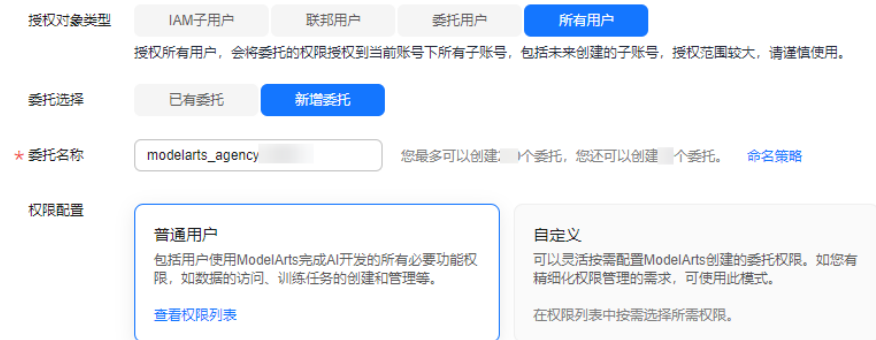 授权对象类型 IAM子用户 联邦用户 委托用户 所有用户
授权所有用户，会将委托的权限授权到当前账号下所有子账号，包括未来创建的子账号，授权范围较大，请谨慎使用。
委托选择 已有委托 新增委托
* 委托名称 modelarts_agency 您最多可以创建 个委托，您还可以创建 个委托。 命名策略
权限配置
普通用户
包括用户使用ModelArts完成AI开发的所有必要功能权
限，如数据的访问、训练任务的创建和管理等。
查看权限列表
自定义
可以灵活按需配置ModelArts创建的委托权限。如您有
精细化权限管理的需求，可使用此模式。
在权限列表中按需选择所需权限。